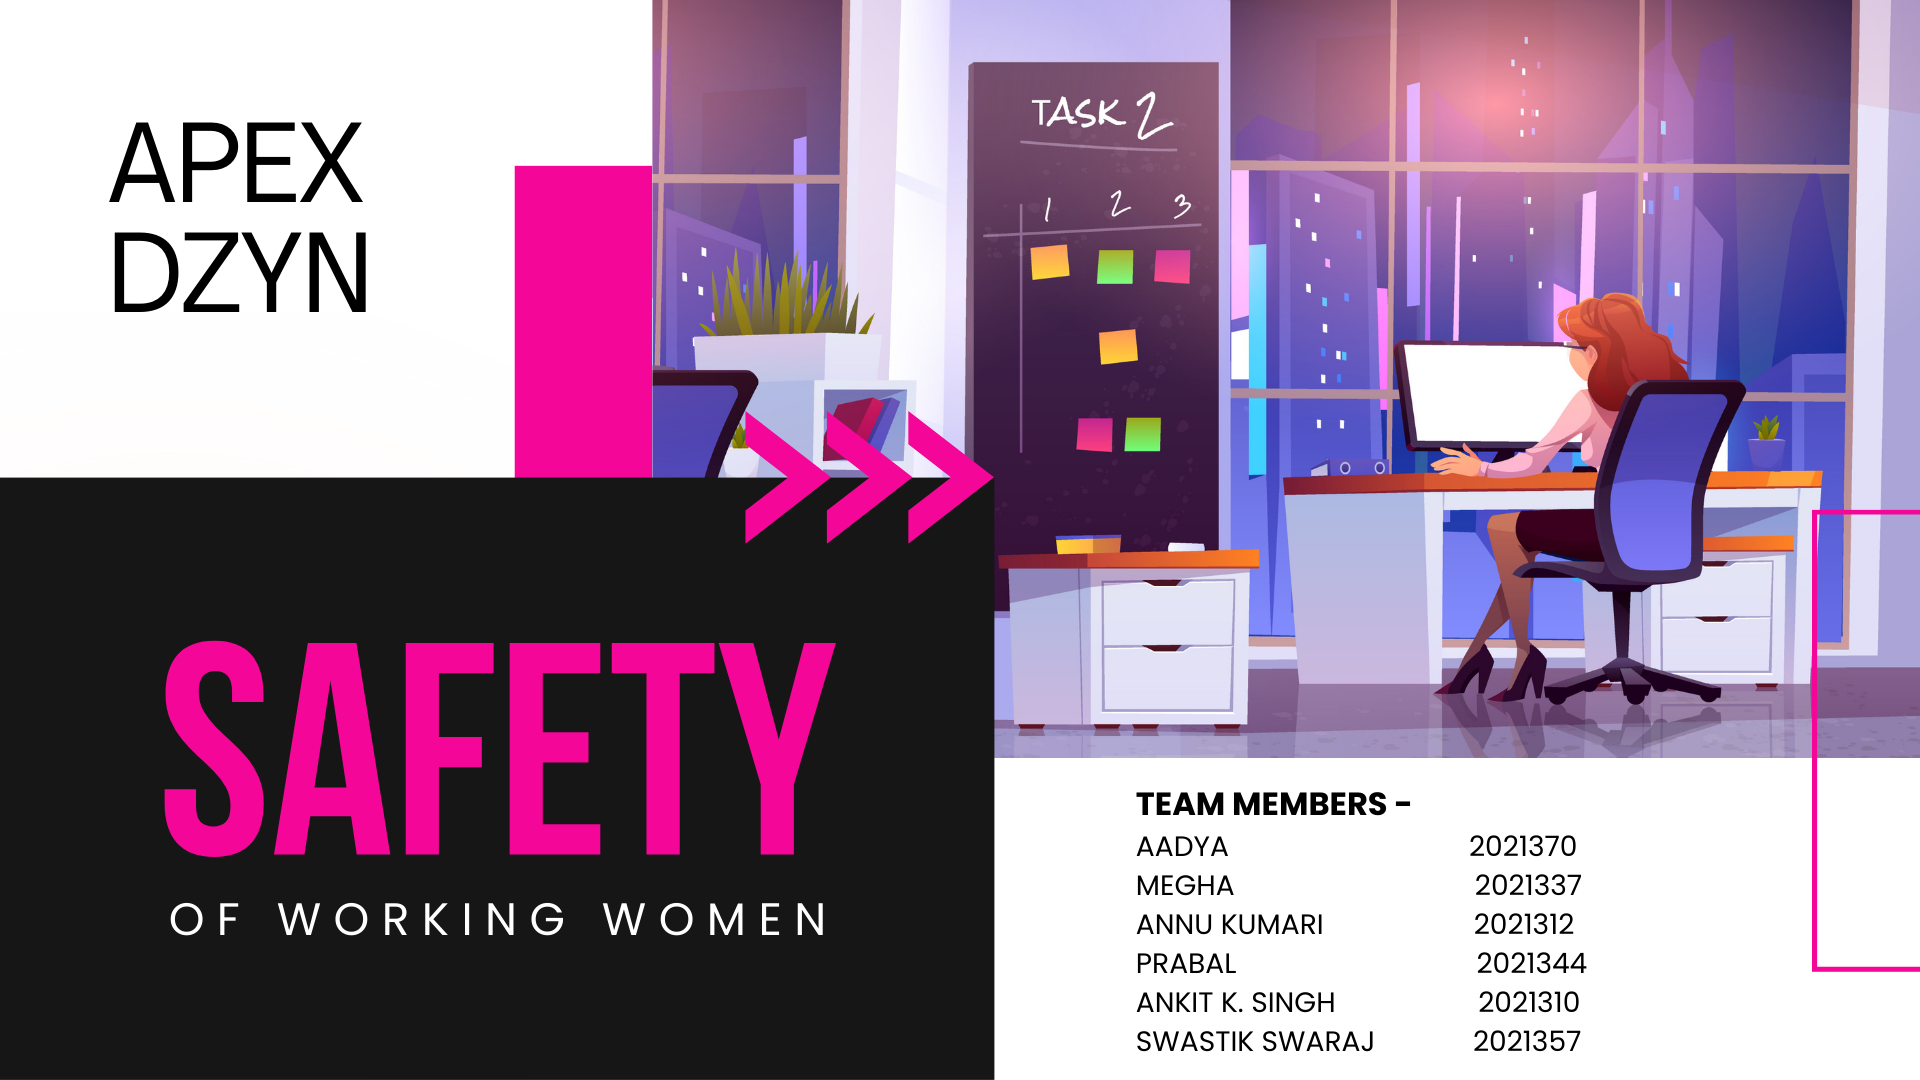 APEX
DZYN
TASK 2
1 2 3
SAFETY
OF WORKING WOMEN
TEAM MEMBERS -
AADYA 2021370
MEGHA 2021337
ANNU KUMARI 2021312
PRABAL 2021344
ANKIT K. SINGH 2021310
SWASTIK SWARAJ 2021357